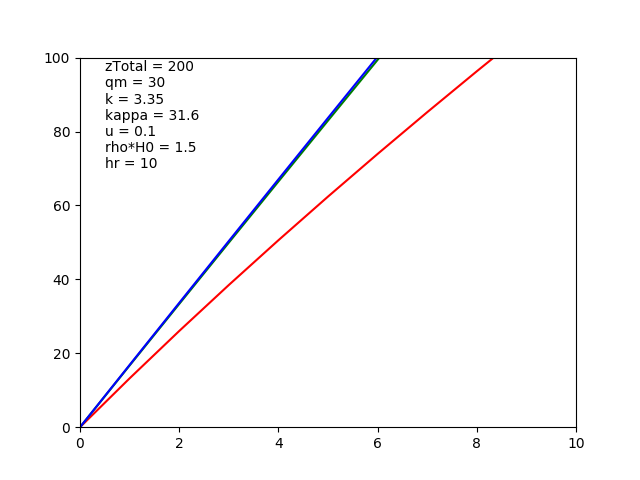 100
80
60
40
20
0
zTotal = 200
qm = 30
k = 3.35
kappa = 31.6
u = 0.1
rho*H0 = 1.5
hr = 10
0 2 4 6 8 10